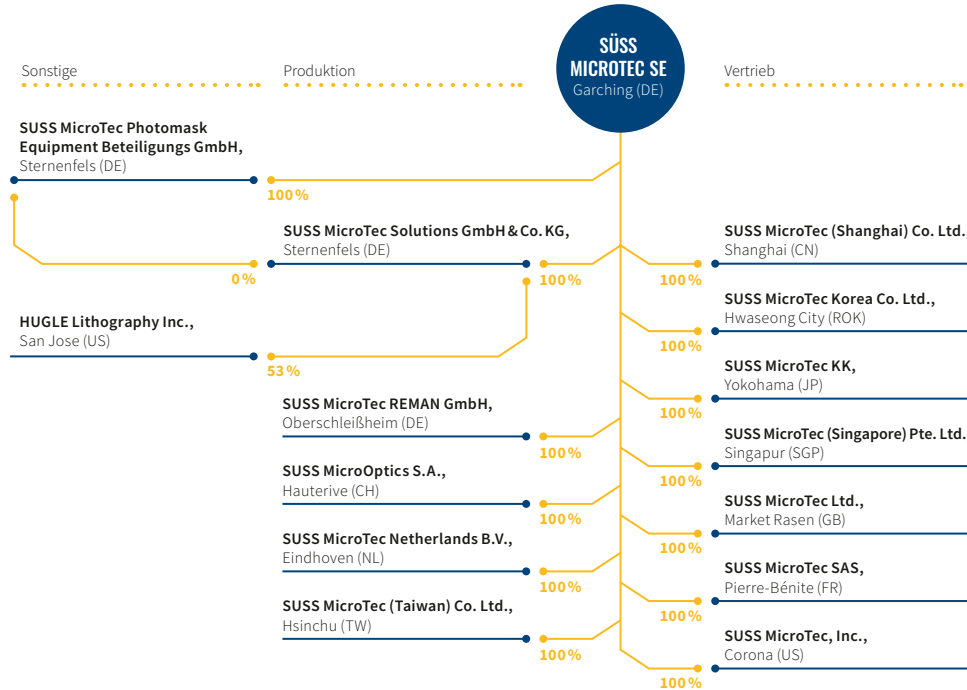 SÜSS
MICROTEC SE
Garching (DE)
Sonstige
Produktion
Vertrieb
SUSS MicroTec Photomask
Equipment Beteiligungs GmbH,
Sternenfels (DE)
100 %
SUSS MicroTec Solutions GmbH & Co. KG,
Sternenfels (DE)
0 %
100 %
HUGLE Lithography Inc.,
San Jose (US)
53 %
SUSS MicroTec REMAN GmbH,
Oberschleißheim (DE)
100 %
SUSS MicroOptics S.A.,
Hauterive (CH)
100 %
SUSS MicroTec Netherlands B.V.,
Eindhoven (NL)
100 %
SUSS MicroTec (Taiwan) Co. Ltd.,
Hsinchu (TW)
100 %
SUSS MicroTec (Shanghai) Co. Ltd.
Shanghai (CN)
100 %
SUSS MicroTec Korea Co. Ltd.,
Hwaseong City (ROK)
100 %
SUSS MicroTec KK,
Yokohama (JP)
100 %
SUSS MicroTec (Singapore) Pte. Ltd.
Singapur (SGP)
100 %
SUSS MicroTec Ltd.,
Market Rasen (GB)
100 %
SUSS MicroTec SAS,
Pierre-Bénite (FR)
100 %
SUSS MicroTec, Inc.,
Corona (US)
100 %